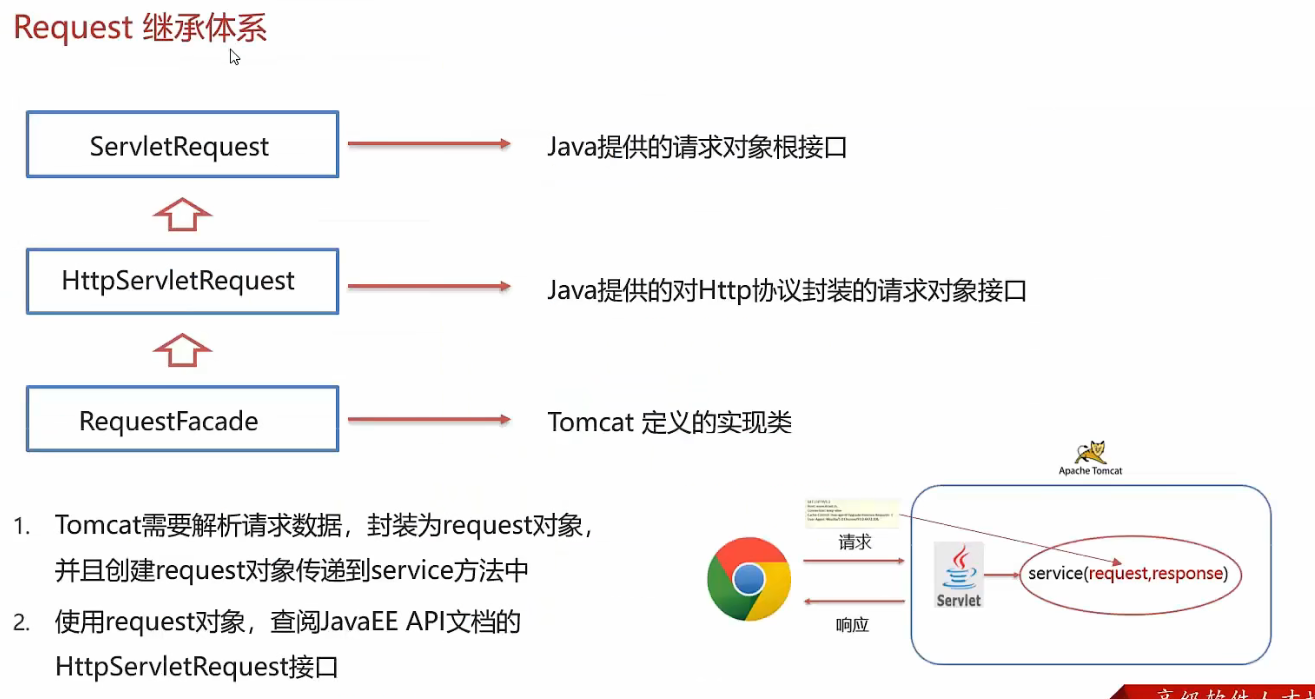 Request 继承体系
ServletRequest
Java提供的请求对象根接口
HttpServletRequest
Java提供的对Http协议封装的请求对象接口
RequestFacade
Tomcat 定义的实现类
1. Tomcat需要解析请求数据，封装为request对象，
并且创建request对象传递到service方法中
2. 使用request对象，查阅JavaEE API文档的
HttpServletRequest接口
Apache Tomcat
请求
Servlet
service(request,response)
响应